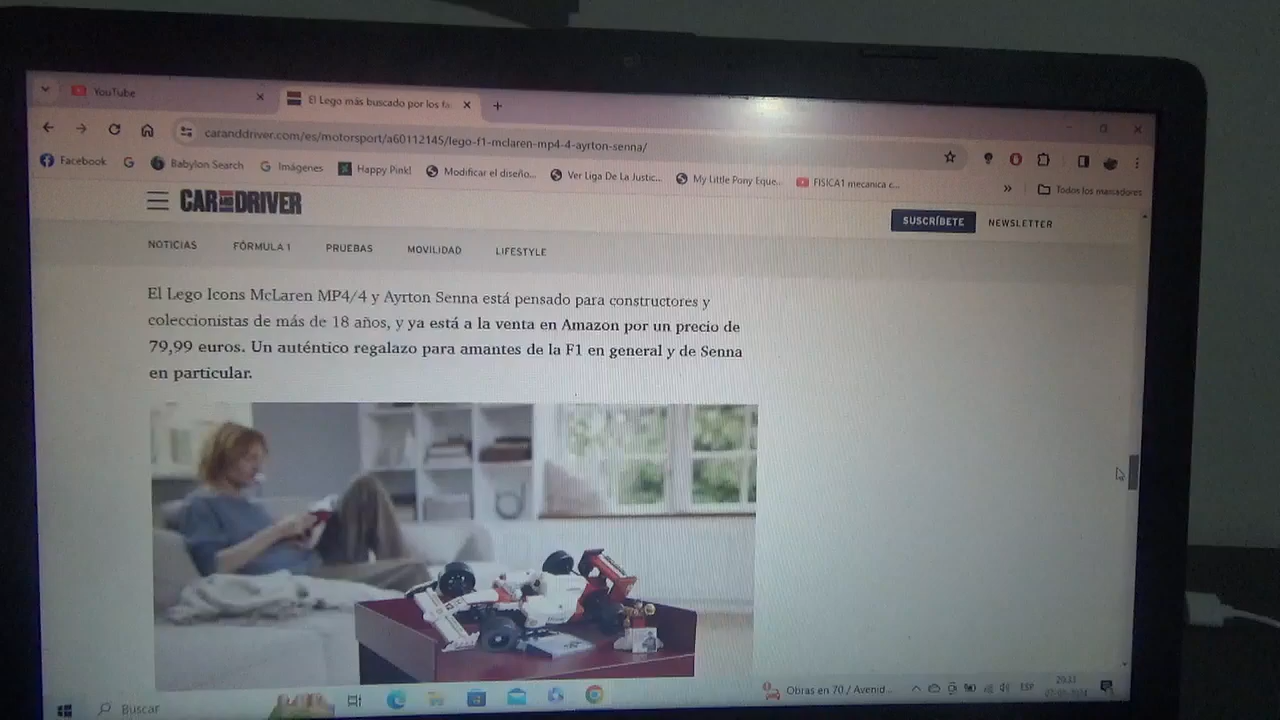 YouTube
El Lego más buscado por los fa
caranddriver.com/es/motorsport/a60112145/lego-f1-mclaren-mp4-4-ayrton-senna/
Facebook
Babylon Search
Imágenes
Happy Pink!
Modificar el diseño...
Ver Liga De La Justic...
My Little Pony Eque...
FISICA1 mecanica c...
Todos los marcadores
CAR AND DRIVER
SUSCRÍBETE
NEWSLETTER
NOTICIAS
FÓRMULA 1
PRUEBAS
MOVILIDAD
LIFESTYLE
El Lego Icons McLaren MP4/4 y Ayrton Senna está pensado para constructores y
coleccionistas de más de 18 años, y ya está a la venta en Amazon por un precio de
79,99 euros. Un auténtico regalazo para amantes de la F1 en general y de Senna
en particular.
Buscar
Obras en 70 / Avenid...
ESP